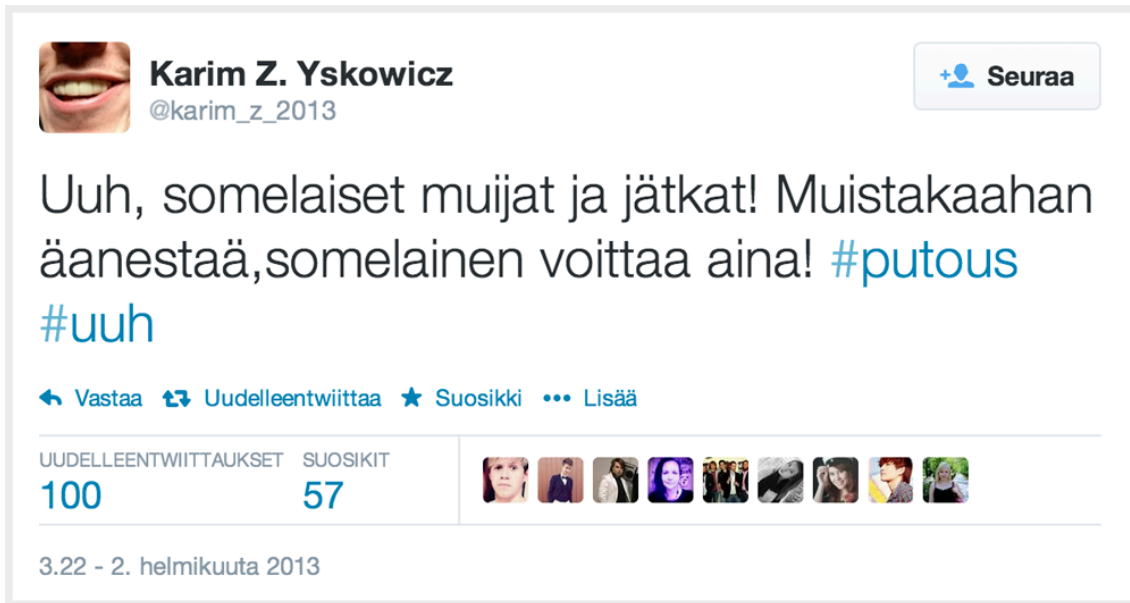 Karim Z. Yskowicz
@karim_z_2013
Seuraa
Uuh, somelaiset muijat ja jätkat! Muistakaahan
äanestaä,somelainen voittaa aina! #putous
#uuh
Vastaa Uudelleentwiittaa Suosikki Lisää
UUDELLEENTWIITTAUKSET SUOSIKIT
100 57
3.22 - 2. helmikuuta 2013